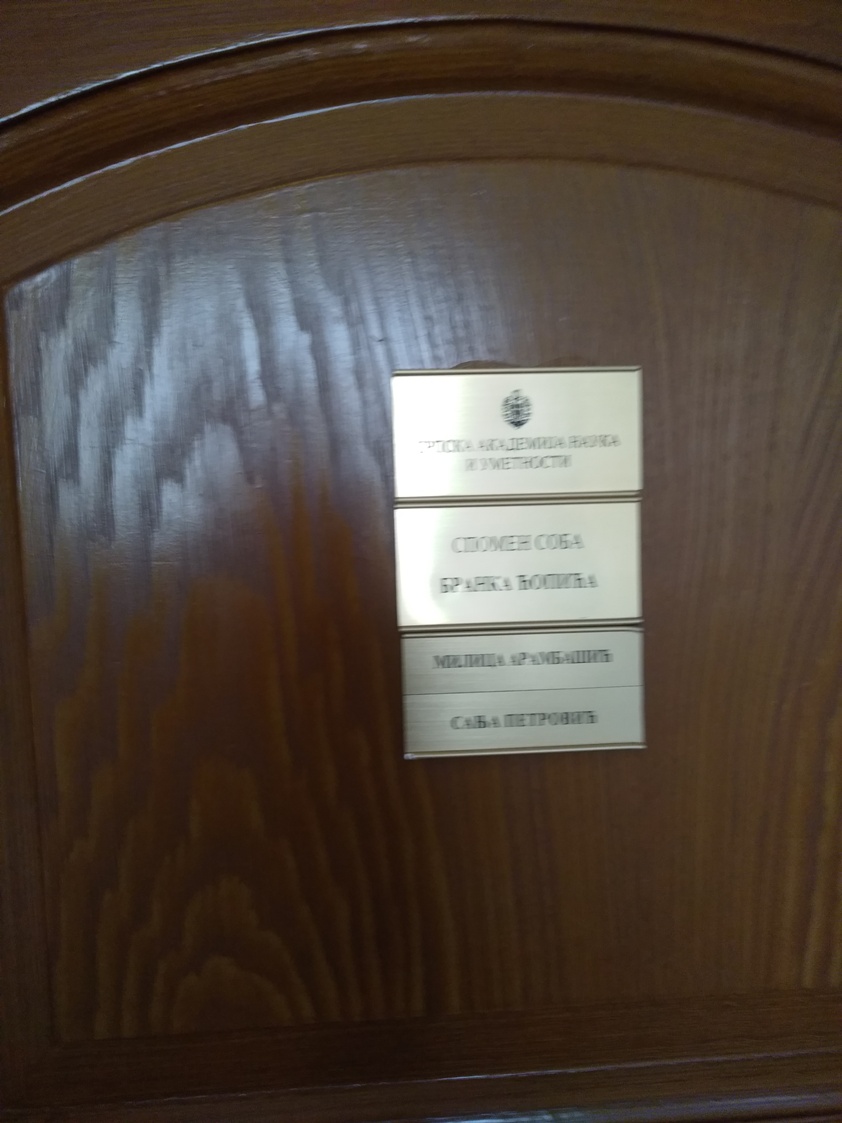 СРПСКА АКАДЕМИЈА НАУКА
И УМЕТНОСТИ
СПОМЕН СОБА
БРАНКА ЋОПИЋА
МИЛИЦА АРАМБАШИЋ
САЊА ПЕТРОВИЋ